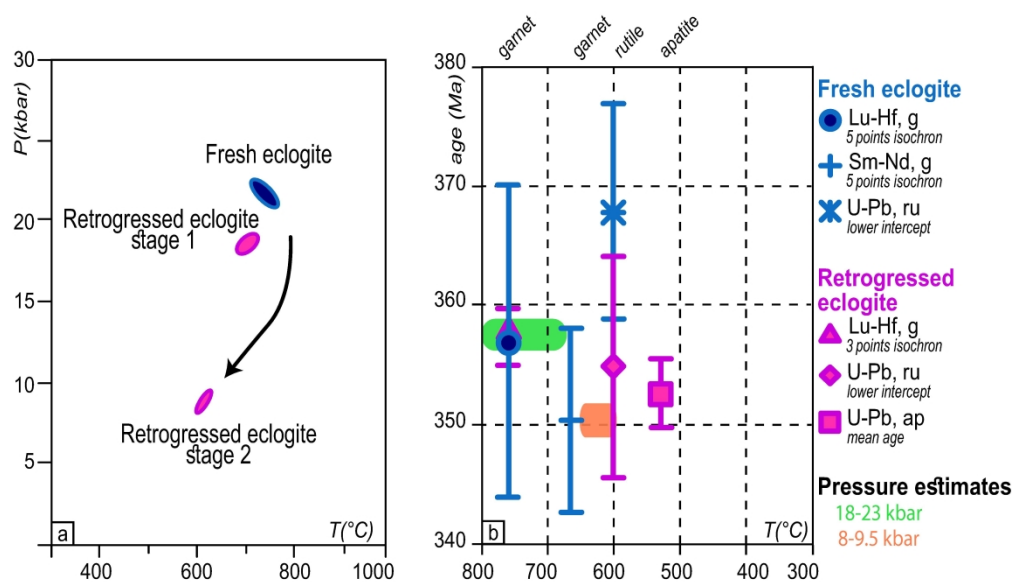 30
25
20
15
10
5
P(kbar)
Fresh eclogite
Retrogressed eclogite
stage 1
Retrogressed eclogite
stage 2
a
T(°C)
400
600
800
1000
garnet
garnet
rutile
apatite
380
370
360
350
340
age (Ma)
b
T(°C)
800
700
600
500
400
300
Fresh eclogite
Lu-Hf, g
5 points isochron
Sm-Nd, g
5 points isochron
U-Pb, ru
lower intercept
Retrogressed
eclogite
Lu-Hf, g
3 points isochron
U-Pb, ru
lower intercept
U-Pb, ap
mean age
Pressure estimates
18-23 kbar
8-9.5 kbar